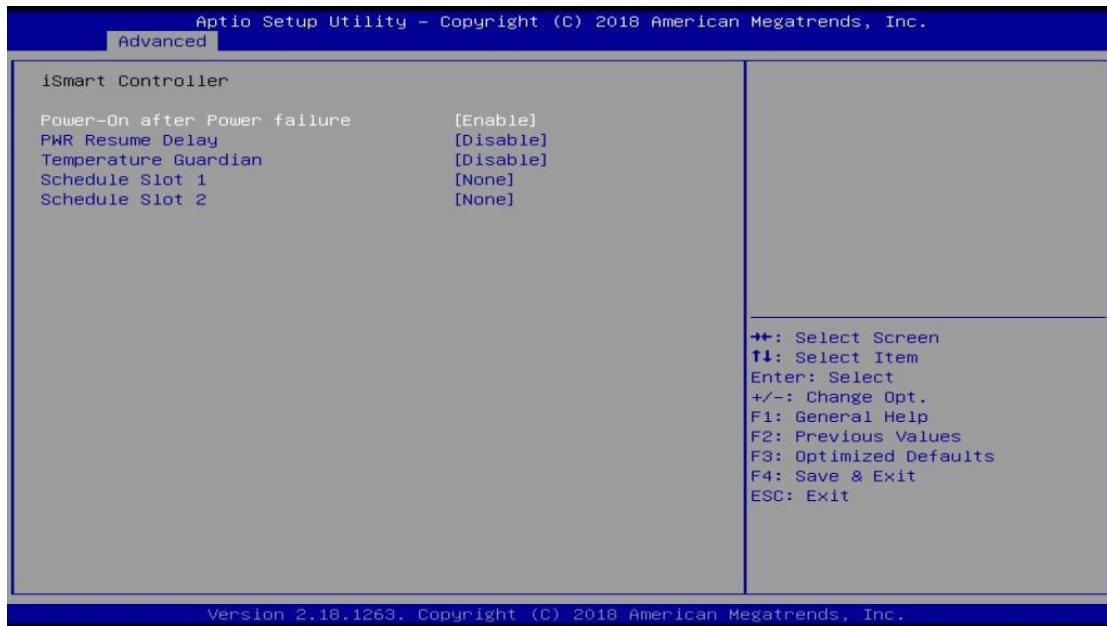 Aptio Setup Utility – Copyright (C) 2018 American Megatrends, Inc.
Advanced
iSmart Controller
Power-On after Power failure [Enable]
PWR Resume Delay [Disable]
Temperature Guardian [Disable]
Schedule Slot 1 [None]
Schedule Slot 2 [None]
→←: Select Screen
↑↓: Select Item
Enter: Select
+/-: Change Opt.
F1: General Help
F2: Previous Values
F3: Optimized Defaults
F4: Save & Exit
ESC: Exit
Version 2.18.1263. Copyright (C) 2018 American Megatrends, Inc.